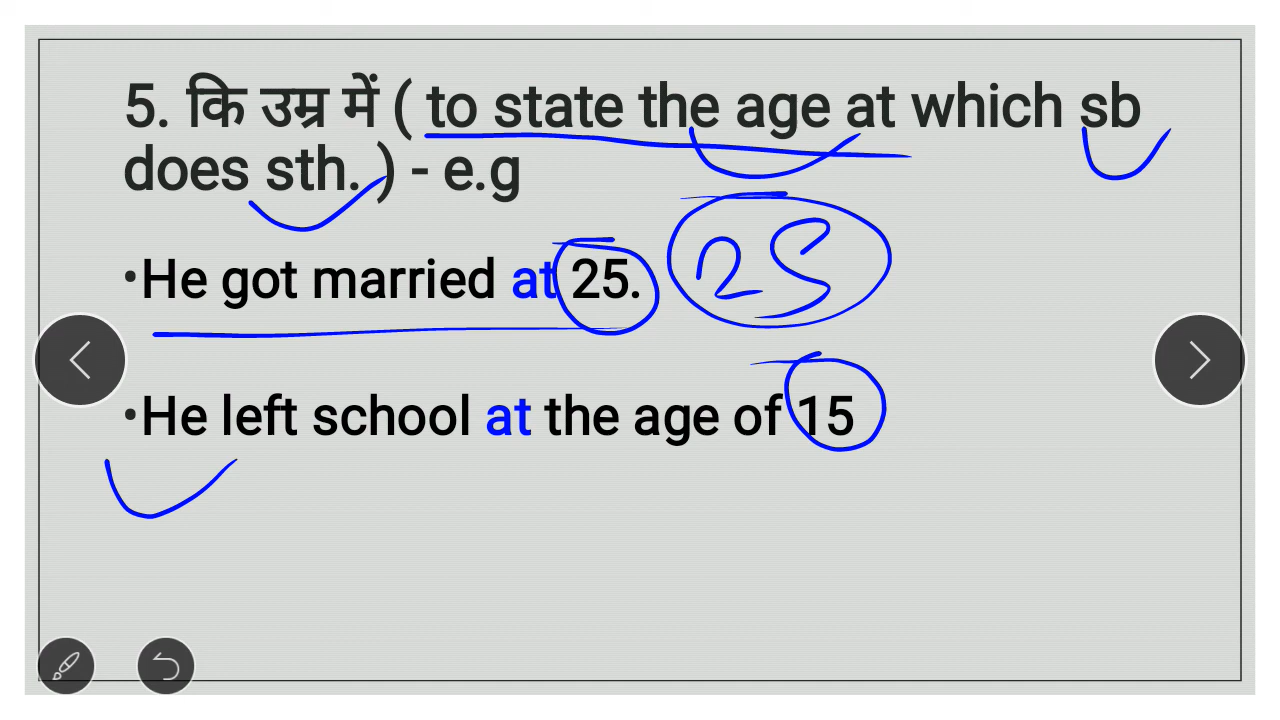 5. कि उम्र में ( to state the age at which sb
does sth. ) - e.g
•He got married at 25. 25
•He left school at the age of 15